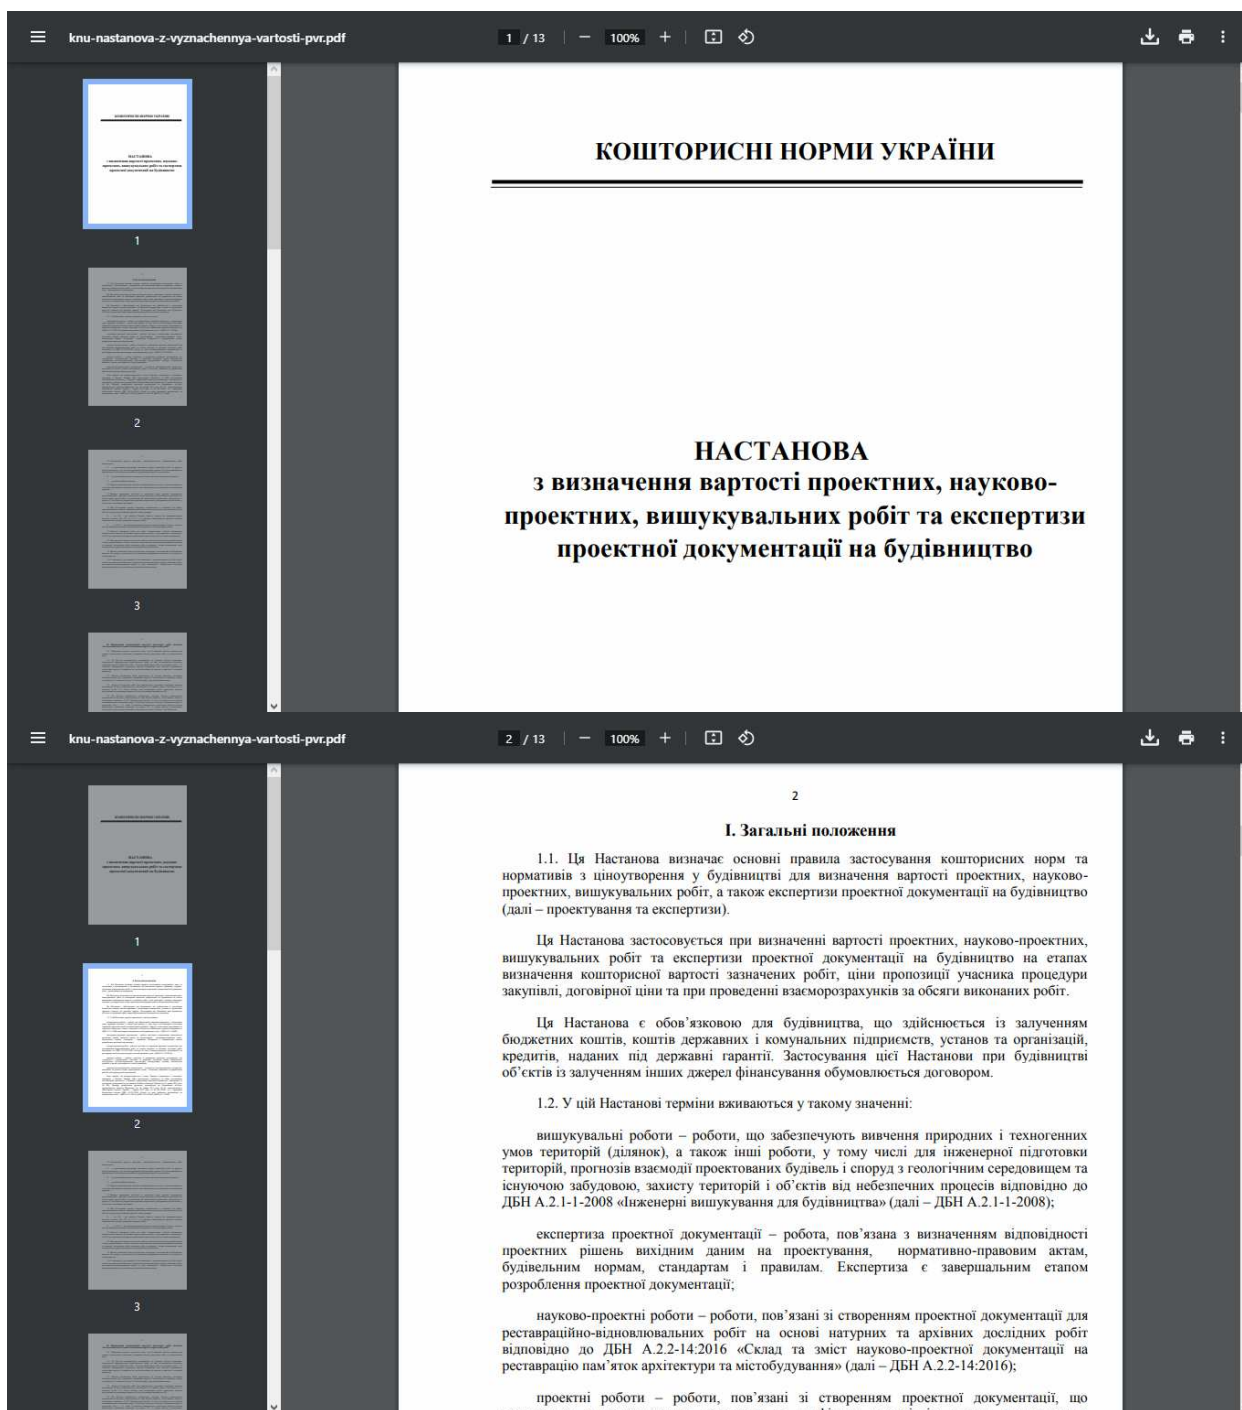 knu-nastanova-z-vyznachennya-vartosti-pvr.pdf
1 / 13
100%
КОШТОРИСНІ НОРМИ УКРАЇНИ
НАСТАНОВА
з визначення вартості проектних, науково-
проектних, вишукувальних робіт та експертизи
проектної документації на будівництво
1
2
3
knu-nastanova-z-vyznachennya-vartosti-pvr.pdf
2 / 13
100%
1
2
3
2
І. Загальні положення
1.1. Ця Настанова визначає основні правила застосування кошторисних норм та
нормативів з ціноутворення у будівництві для визначення вартості проектних, науково-
проектних, вишукувальних робіт, а також експертизи проектної документації на будівництво
(далі – проектування та експертизи).
Ця Настанова застосовується при визначенні вартості проектних, науково-проектних,
вишукувальних робіт та експертизи проектної документації на будівництво на етапах
визначення кошторисної вартості зазначених робіт, ціни пропозиції учасника процедури
закупівлі, договірної ціни та при проведенні взаєморозрахунків за обсяги виконаних робіт.
Ця Настанова є обов’язковою для будівництва, що здійснюється із залученням
бюджетних коштів, коштів державних і комунальних підприємств, установ та організацій,
кредитів, наданих під державні гарантії. Застосування цієї Настанови при будівництві
об’єктів із залученням інших джерел фінансування обумовлюється договором.
1.2. У цій Настанові терміни вживаються у такому значенні:
вишукувальні роботи – роботи, що забезпечують вивчення природних і техногенних
умов територій (ділянок), а також інші роботи, у тому числі для інженерної підготовки
територій, прогнозів взаємодії проектованих будівель і споруд з геологічним середовищем та
існуючою забудовою, захисту територій і об’єктів від небезпечних процесів відповідно до
ДБН А.2.1-1-2008 «Інженерні вишукування для будівництва» (далі – ДБН А.2.1-1-2008);
експертиза проектної документації – робота, пов’язана з визначенням відповідності
проектних рішень вихідним даним на проектування, нормативно-правовим актам,
будівельним нормам, стандартам і правилам. Експертиза є завершальним етапом
розроблення проектної документації;
науково-проектні роботи – роботи, пов’язані зі створенням проектної документації для
реставраційно-відновлювальних робіт на основі натурних та архівних дослідних робіт
відповідно до ДБН А.2.2-14:2016 «Склад та зміст науково-проектної документації на
реставрацію пам’яток архітектури та містобудування» (далі – ДБН А.2.2-14:2016);
проектні роботи – роботи, пов’язані зі створенням проектної документації, що